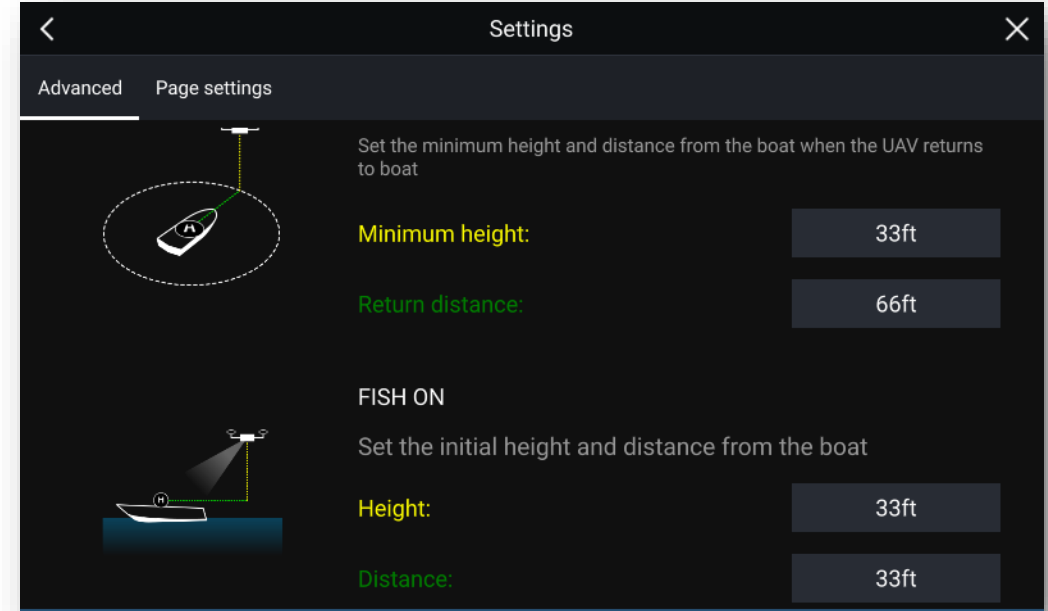 Settings
Advanced Page settings
Set the minimum height and distance from the boat when the UAV returns
to boat
H
Minimum height: 33ft
Return distance: 66ft
FISH ON
Set the initial height and distance from the boat
H
Height: 33ft
Distance: 33ft